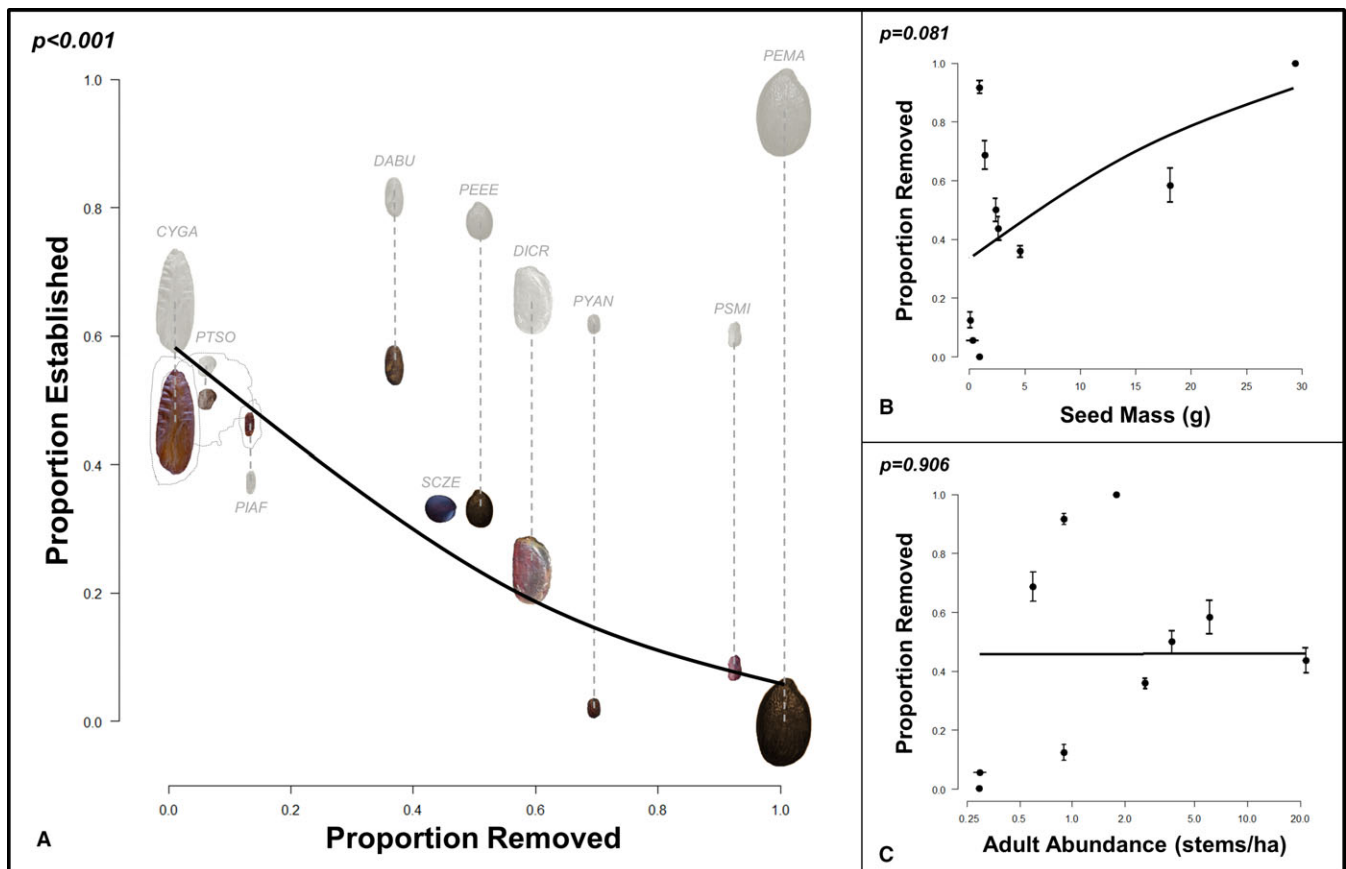 p<0.001
PEMA
1.0
DABU
PEEE
0.8
CYGA
DICR
PYAN
PSMI
0.6
PTSO
Proportion Established
0.4
PIAF
SCZE
0.2
0.0
0.0 0.2 0.4 0.6 0.8 1.0
Proportion Removed
A
p=0.081
1.0
0.8
0.6
0.4
0.2
0.0
Proportion Removed
0 5 10 15 20 25 30
Seed Mass (g)
B
p=0.906
1.0
0.8
0.6
0.4
0.2
0.0
Proportion Removed
0.25 0.5 1.0 2.0 5.0 10.0 20.0
Adult Abundance (stems/ha)
C